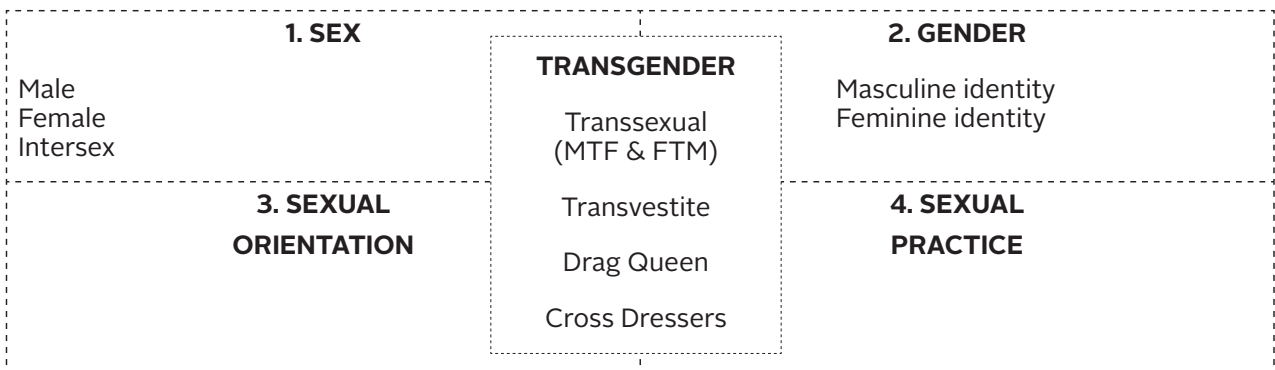 1. SEX
Male
Female
Intersex
TRANSGENDER
Transsexual
(MTF & FTM)
Transvestite
Drag Queen
Cross Dressers
2. GENDER
Masculine identity
Feminine identity
3. SEXUAL
ORIENTATION
4. SEXUAL
PRACTICE